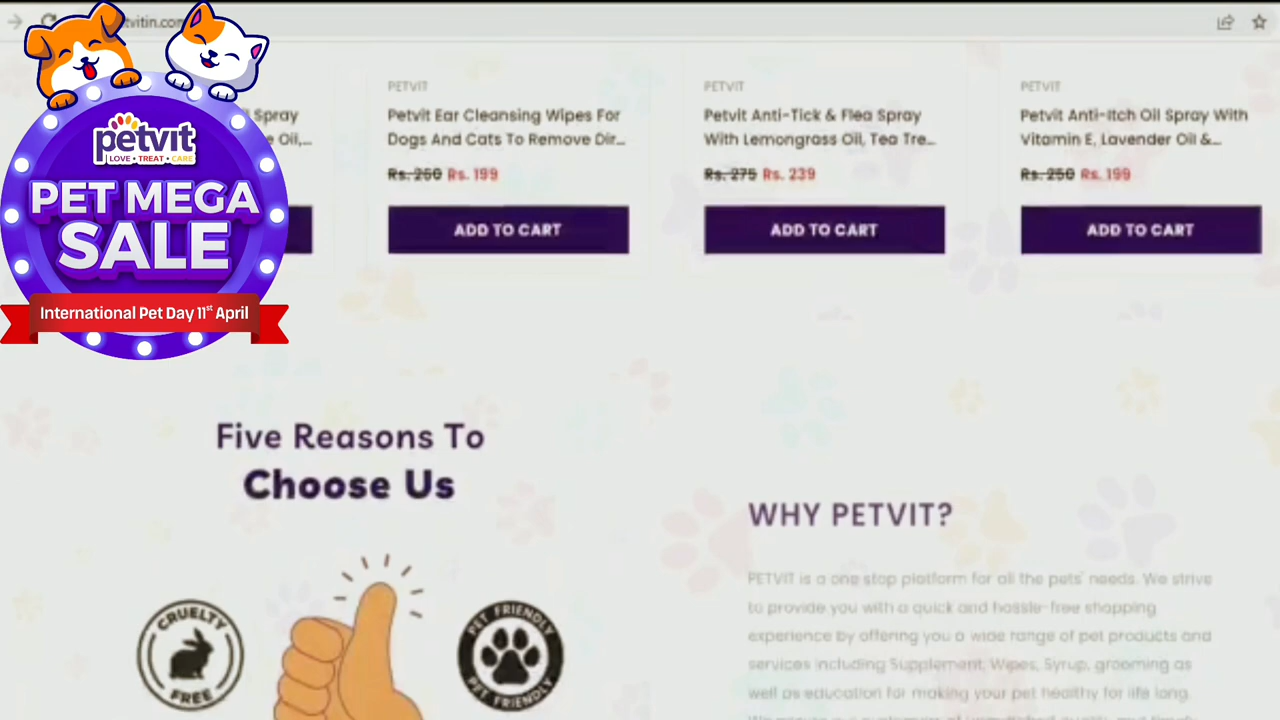 tvitin.com
petvit
LOVE • TREAT • CARE
PET MEGA
SALE
International Pet Day 11st April
Spray
Oil,...
PETVIT
Petvit Ear Cleansing Wipes For
Dogs And Cats To Remove Dir...
Rs. 260 Rs. 199
ADD TO CART
PETVIT
Petvit Anti-Tick & Flea Spray
With Lemongrass Oil, Tea Tre...
Rs. 275 Rs. 239
ADD TO CART
PETVIT
Petvit Anti-Itch Oil Spray With
Vitamin E, Lavender Oil &...
Rs. 250 Rs. 199
ADD TO CART
Five Reasons To
Choose Us
CRUELTY
FREE
PET FRIENDLY
PET FRIENDLY
WHY PETVIT?
PETVIT is a one stop platform for all the pets' needs. We strive
to provide you with a quick and hassle-free shopping
experience by offering you a wide range of pet products and
services including Supplement, Wipes, Syrup, grooming as
well as education for making your pet healthy for life long.